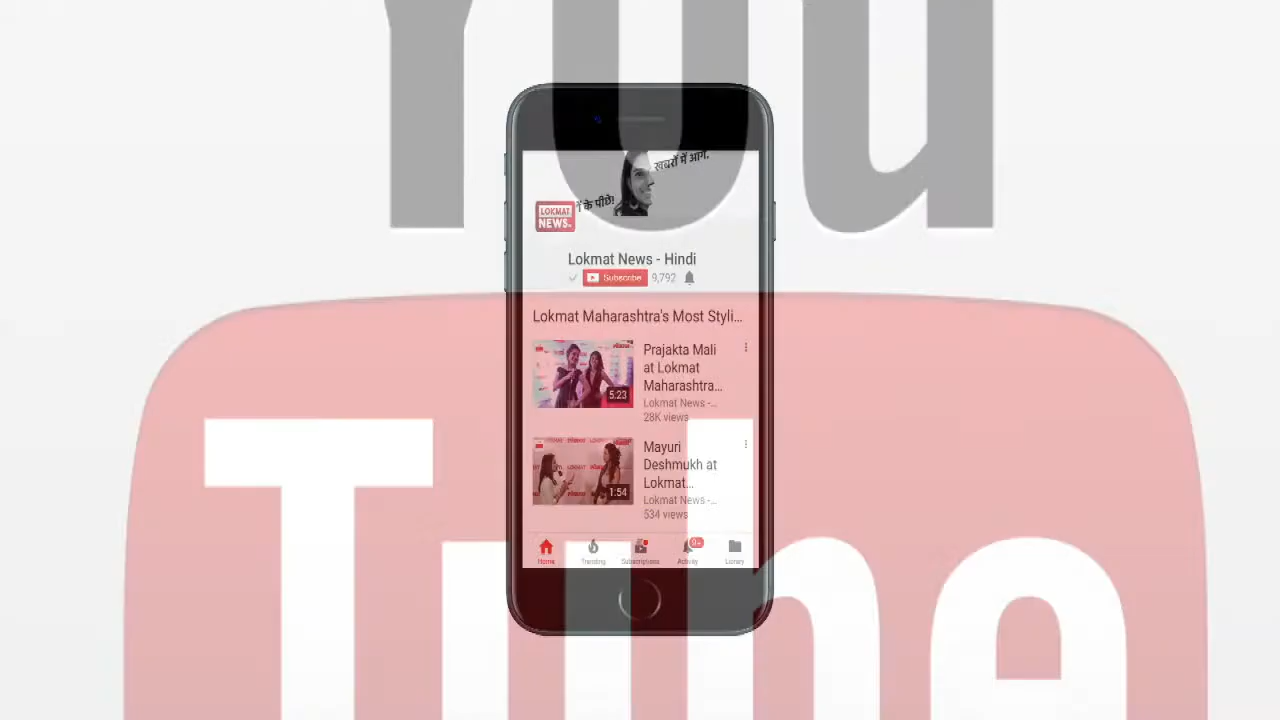 You
Tube
खबरों में आगे,
के पीछे!
LOKMAT
NEWS
Lokmat News - Hindi
Subscribe 9,792
Lokmat Maharashtra's Most Styli...
Prajakta Mali
at Lokmat
Maharashtra...
Lokmat News -...
28K views
5:23
Mayuri
Deshmukh at
Lokmat...
Lokmat News -...
534 views
1:54
9+
Home Trending Subscriptions Activity Library